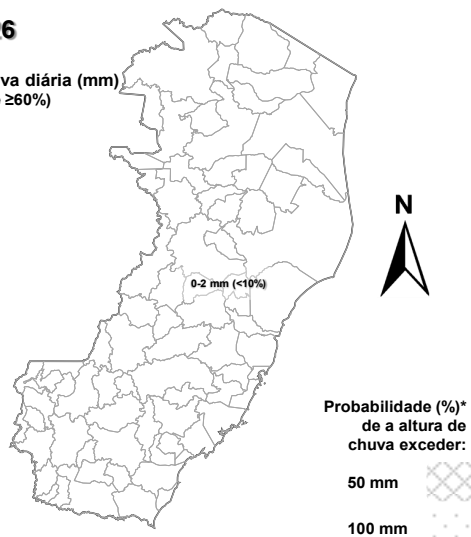 6
va diária (mm)
≥60%)
0-2 mm (<10%)
N
Probabilidade (%)*
de a altura de
chuva exceder:
50 mm
100 mm